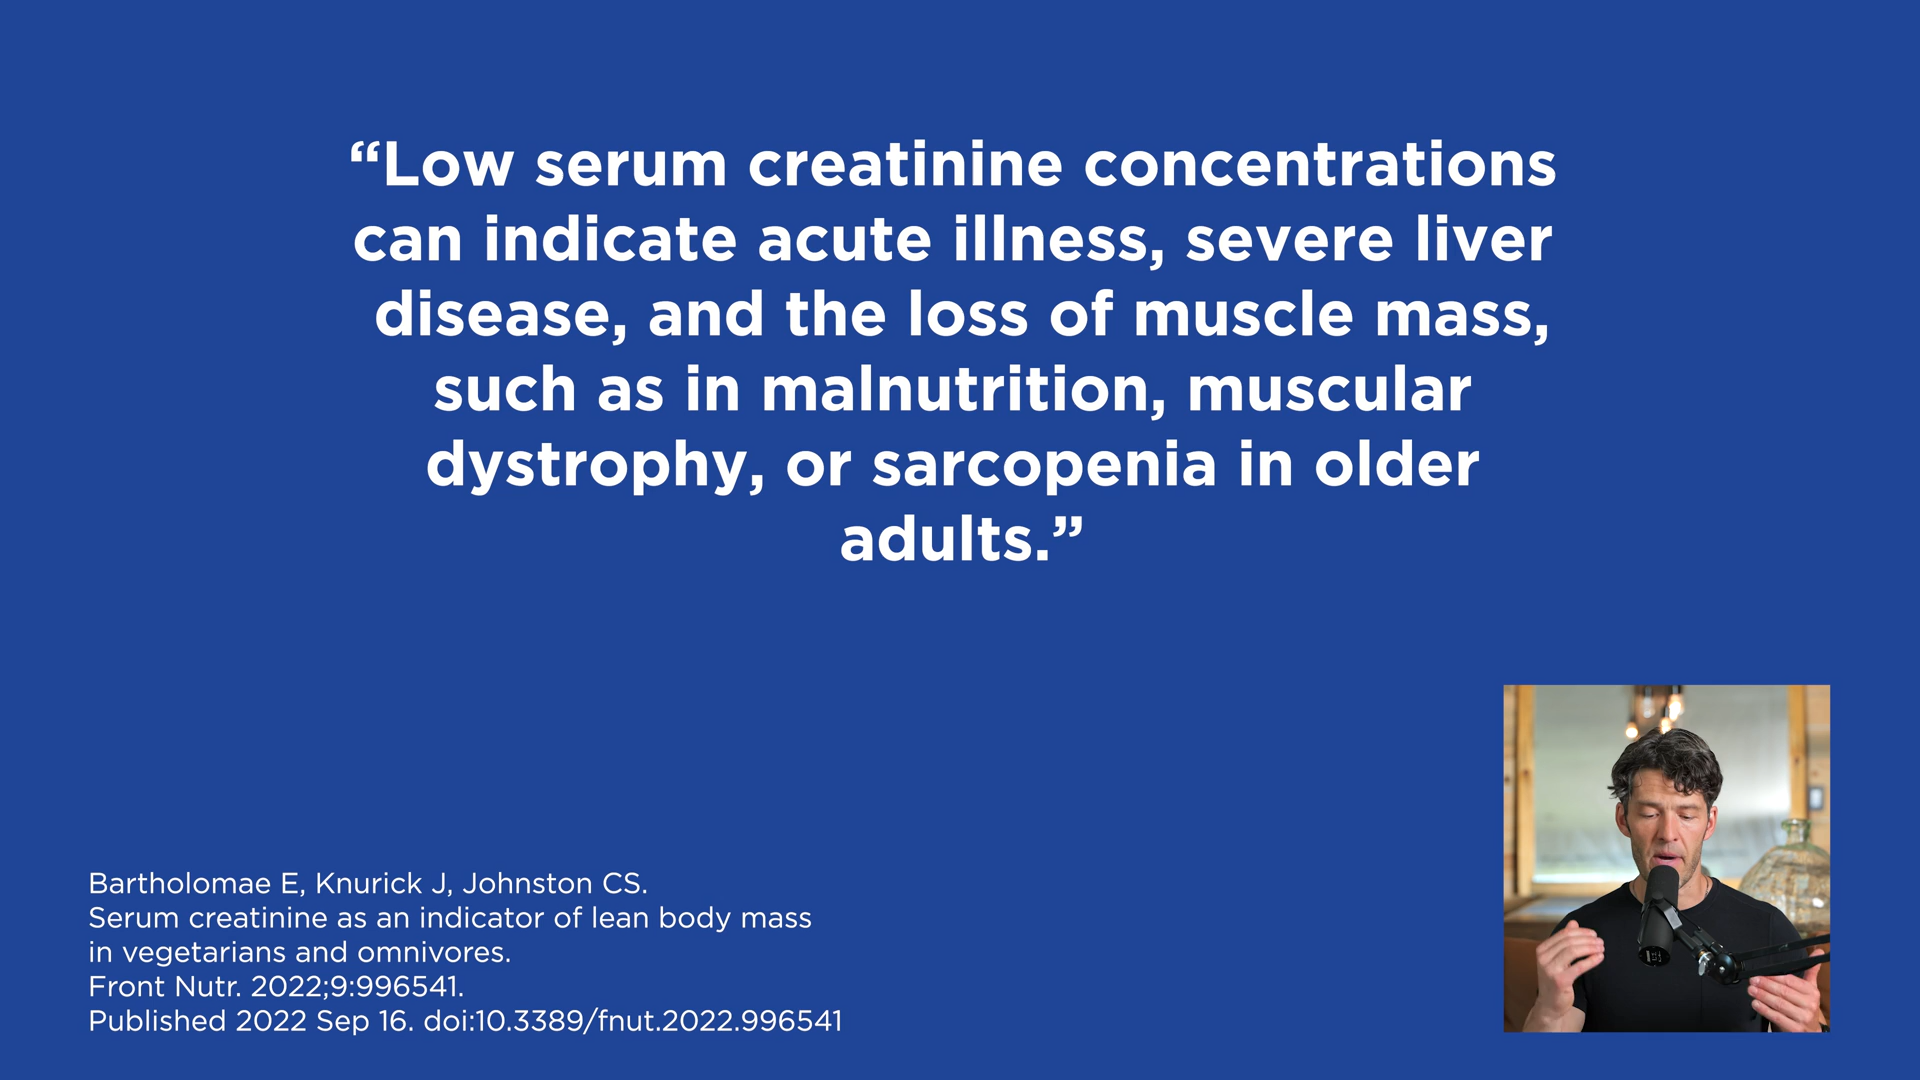 “Low serum creatinine concentrations
can indicate acute illness, severe liver
disease, and the loss of muscle mass,
such as in malnutrition, muscular
dystrophy, or sarcopenia in older
adults.”
Bartholomae E, Knurick J, Johnston CS.
Serum creatinine as an indicator of lean body mass
in vegetarians and omnivores.
Front Nutr. 2022;9:996541.
Published 2022 Sep 16. doi:10.3389/fnut.2022.996541